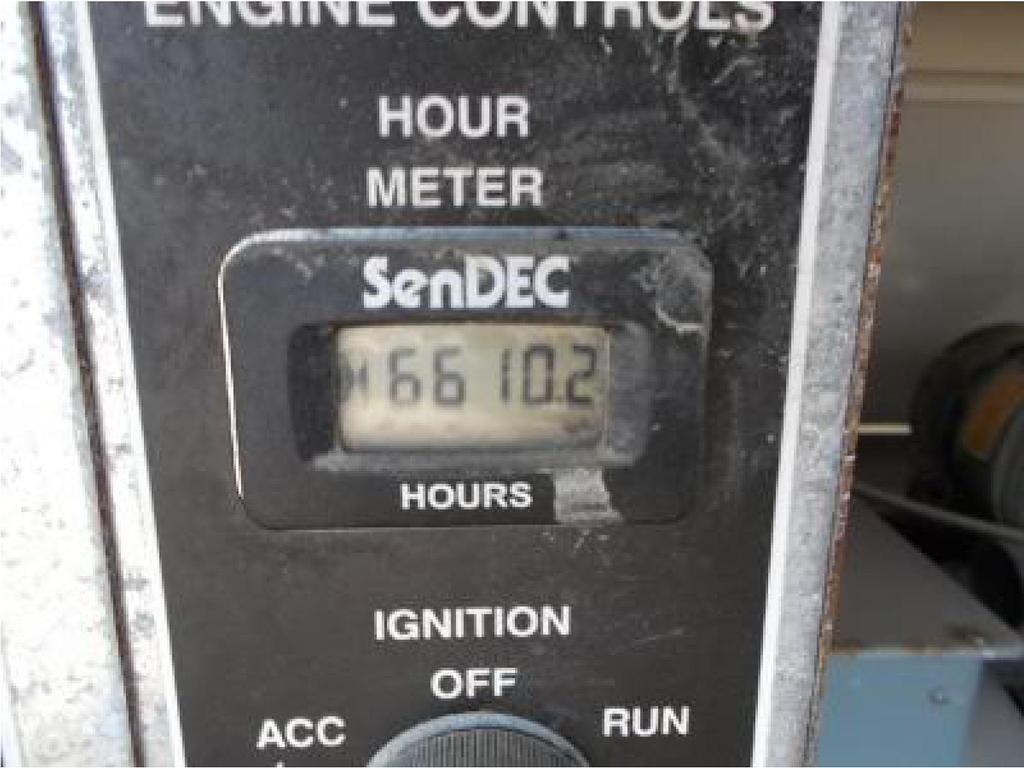 ENGINE CONTROLS
HOUR
METER
SenDEC
6610.2
HOURS
IGNITION
OFF
ACC
RUN